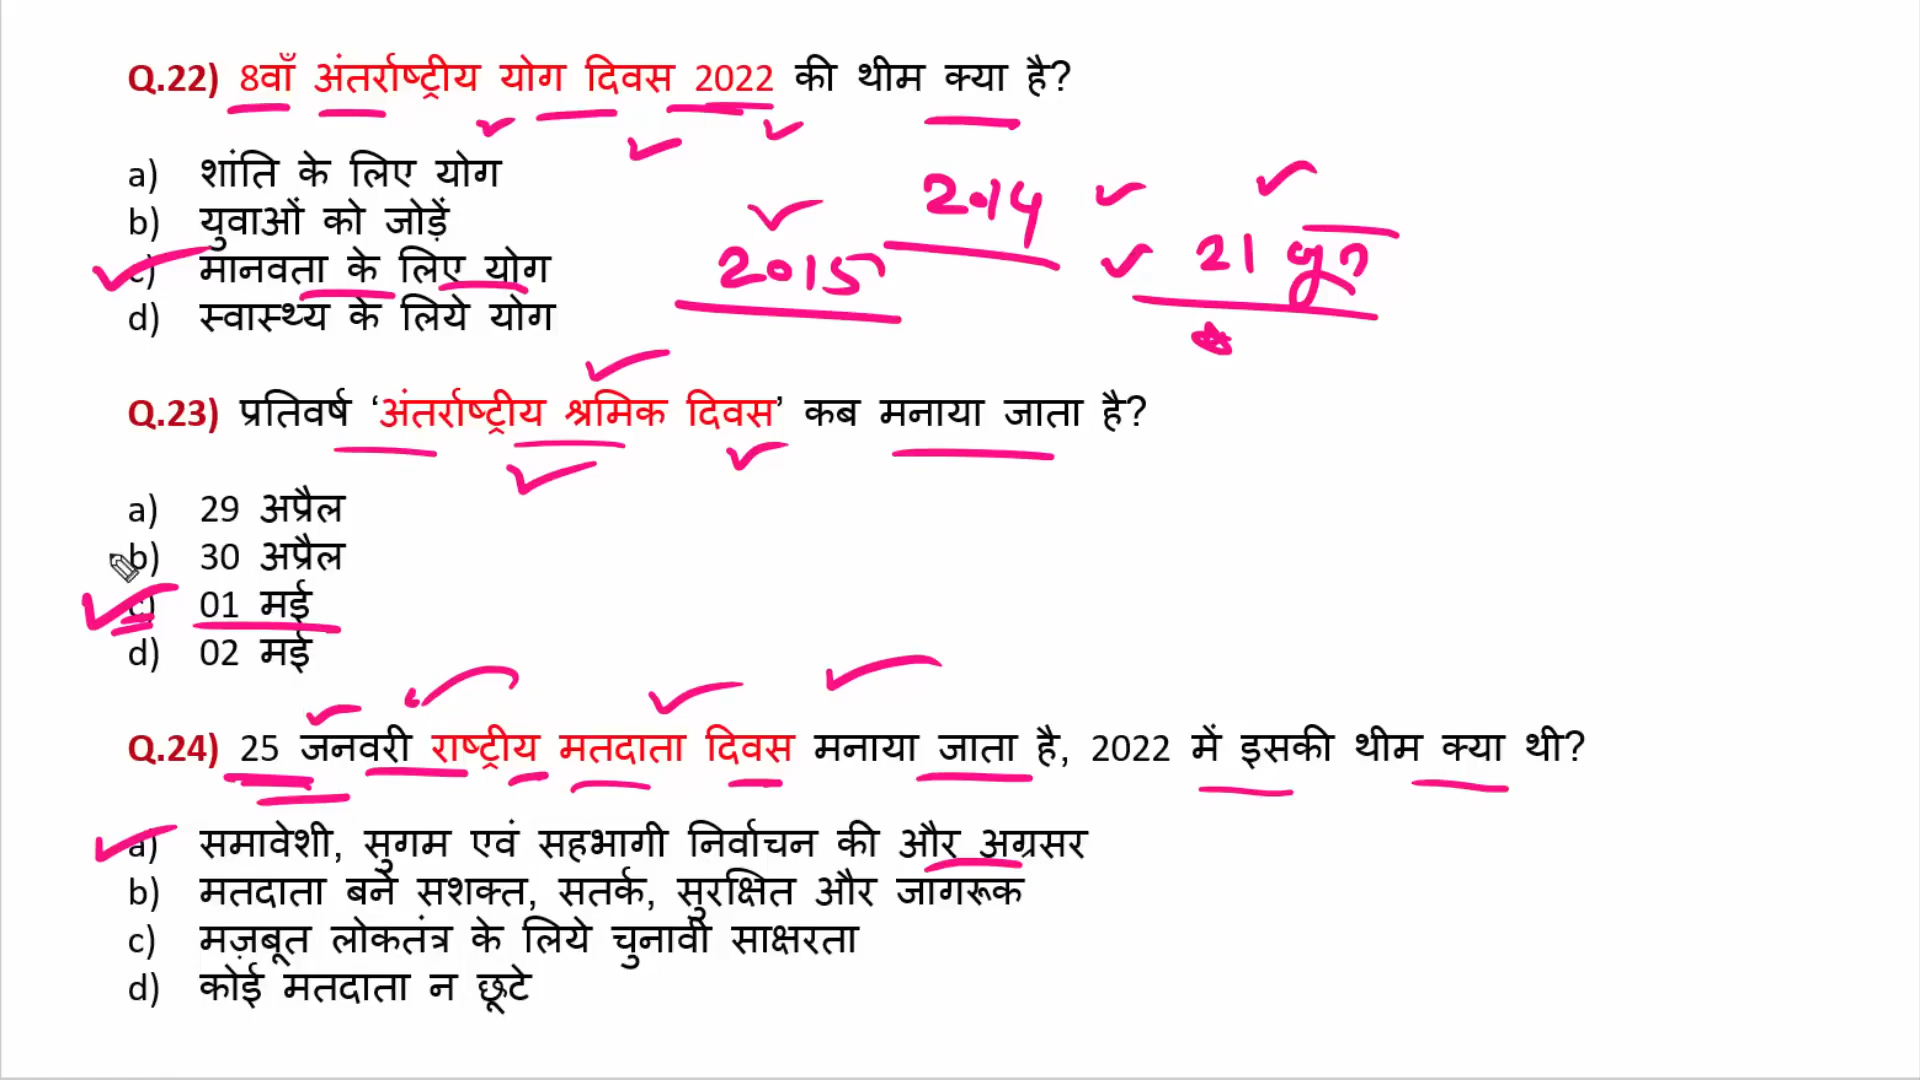 Q.22) 8वाँ अंतर्राष्ट्रीय योग दिवस 2022 की थीम क्या है?
a) शांति के लिए योग
b) युवाओं को जोड़ें
c) मानवता के लिए योग
d) स्वास्थ्य के लिये योग
2014
2015
21 जून
Q.23) प्रतिवर्ष ‘अंतर्राष्ट्रीय श्रमिक दिवस’ कब मनाया जाता है?
a) 29 अप्रैल
b) 30 अप्रैल
c) 01 मई
d) 02 मई
Q.24) 25 जनवरी राष्ट्रीय मतदाता दिवस मनाया जाता है, 2022 में इसकी थीम क्या थी?
a) समावेशी, सुगम एवं सहभागी निर्वाचन की और अग्रसर
b) मतदाता बनें सशक्त, सतर्क, सुरक्षित और जागरूक
c) मज़बूत लोकतंत्र के लिये चुनावी साक्षरता
d) कोई मतदाता न छूटे